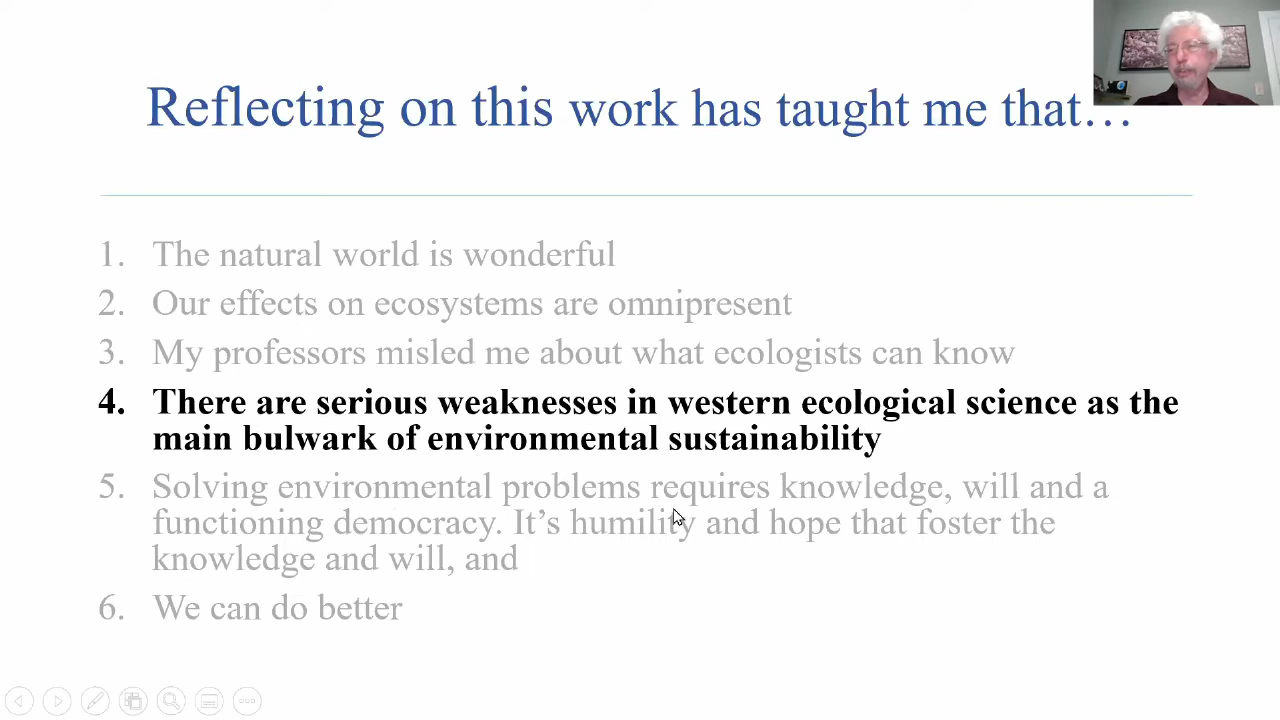 Reflecting on this work has taught me that…
1. The natural world is wonderful
2. Our effects on ecosystems are omnipresent
3. My professors misled me about what ecologists can know
4. There are serious weaknesses in western ecological science as the
main bulwark of environmental sustainability
5. Solving environmental problems requires knowledge, will and a
functioning democracy. It’s humility and hope that foster the
knowledge and will, and
6. We can do better